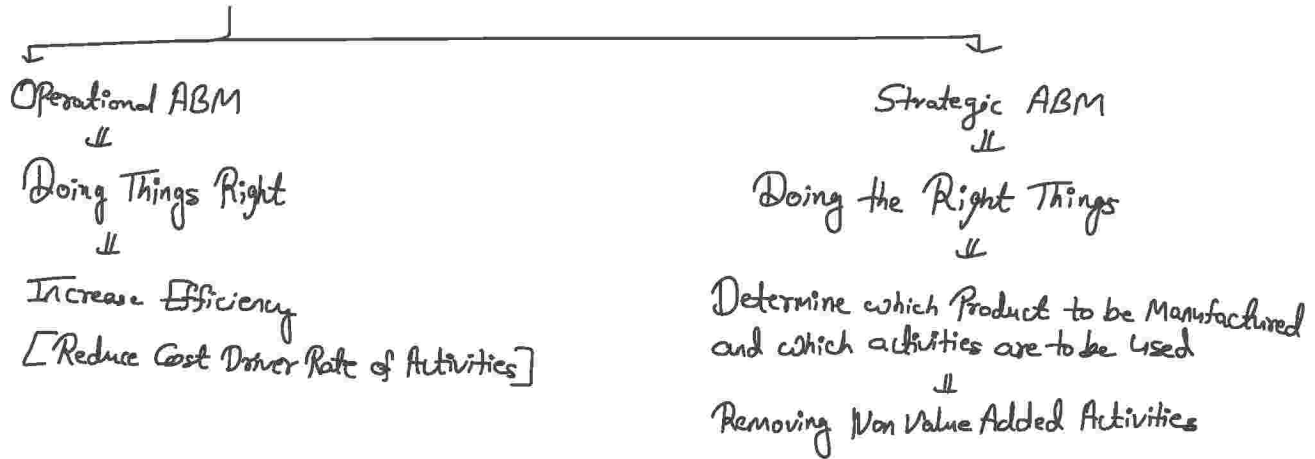 Operational ABM
Doing Things Right
Increase Efficiency
[Reduce Cost Driver Rate of Activities]
Strategic ABM
Doing the Right Things
Determine which Product to be Manufactured
and which activities are to be used
Removing Non Value Added Activities